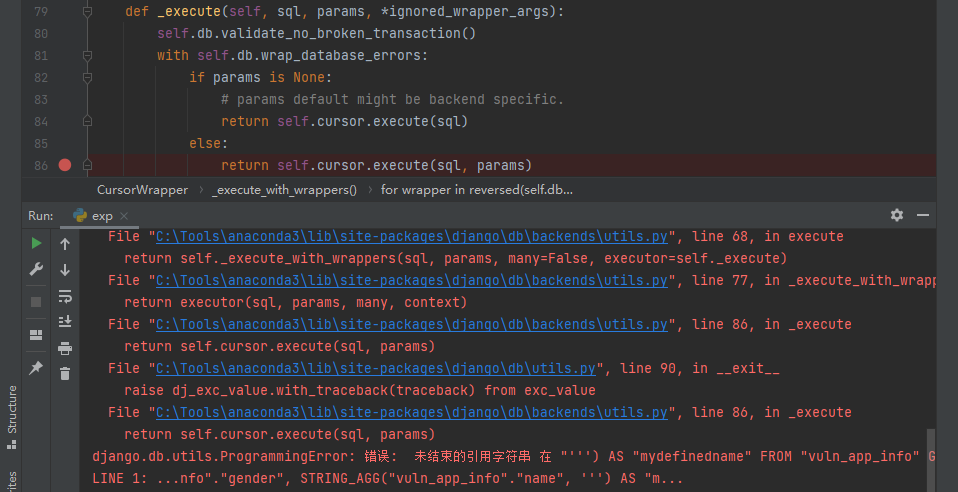 79 def _execute(self, sql, params, *ignored_wrapper_args):
80 self.db.validate_no_broken_transaction()
81 with self.db.wrap_database_errors:
82 if params is None:
83 # params default might be backend specific.
84 return self.cursor.execute(sql)
85 else:
86 return self.cursor.execute(sql, params)
CursorWrapper › _execute_with_wrappers() › for wrapper in reversed(self.db...
Run: exp
File "C:\Tools\anaconda3\lib\site-packages\django\db\backends\utils.py", line 68, in execute
return self._execute_with_wrappers(sql, params, many=False, executor=self._execute)
File "C:\Tools\anaconda3\lib\site-packages\django\db\backends\utils.py", line 77, in _execute_with_wrapp
return executor(sql, params, many, context)
File "C:\Tools\anaconda3\lib\site-packages\django\db\backends\utils.py", line 86, in _execute
return self.cursor.execute(sql, params)
File "C:\Tools\anaconda3\lib\site-packages\django\db\utils.py", line 90, in __exit__
raise dj_exc_value.with_traceback(traceback) from exc_value
File "C:\Tools\anaconda3\lib\site-packages\django\db\backends\utils.py", line 86, in _execute
return self.cursor.execute(sql, params)
django.db.utils.ProgrammingError: 错误: 未结束的引用字符串 在 "''') AS "mydefinedname" FROM "vuln_app_info" G
LINE 1: ...nfo"."gender", STRING_AGG("vuln_app_info"."name", ''') AS "m...
Structure
rites